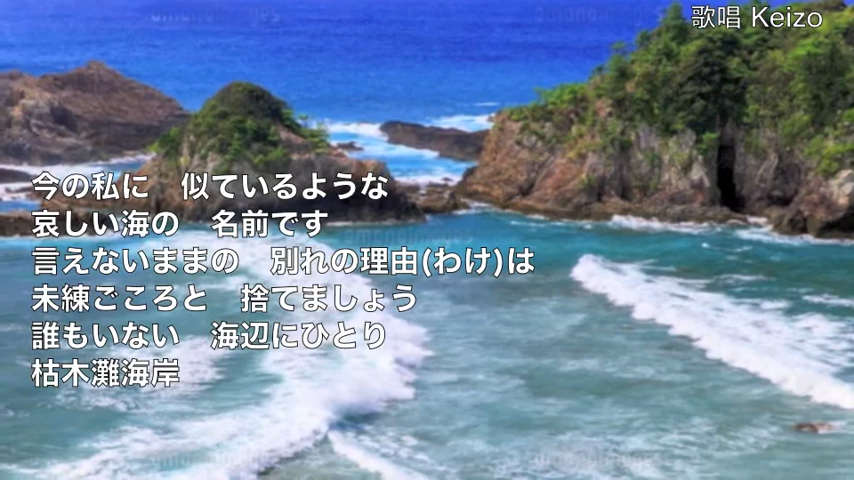 歌唱 Keizo
今の私に　似ているような
哀しい海の　名前です
言えないままの　別れの理由(わけ)は
未練ごころと　捨てましょう
誰もいない　海辺にひとり
枯木灘海岸